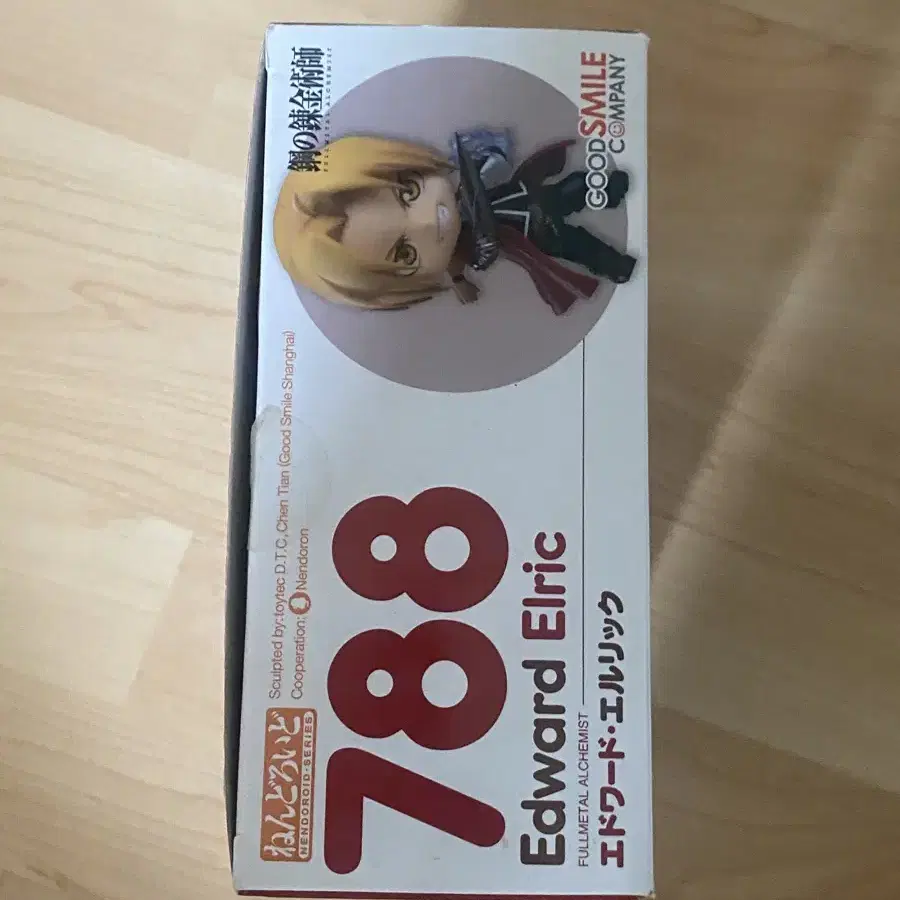 ねんどろいど
NENDOROID·SERIES
Sculpted by:toytec D.T.C,Chen Tian (Good Smile Shanghai)
Cooperation: Nendoron
鋼の錬金術師
FULLMETAL ALCHEMIST
788
Edward Elric
FULLMETAL ALCHEMIST
エドワード・エルリック
GOOD SMILE
COMPANY